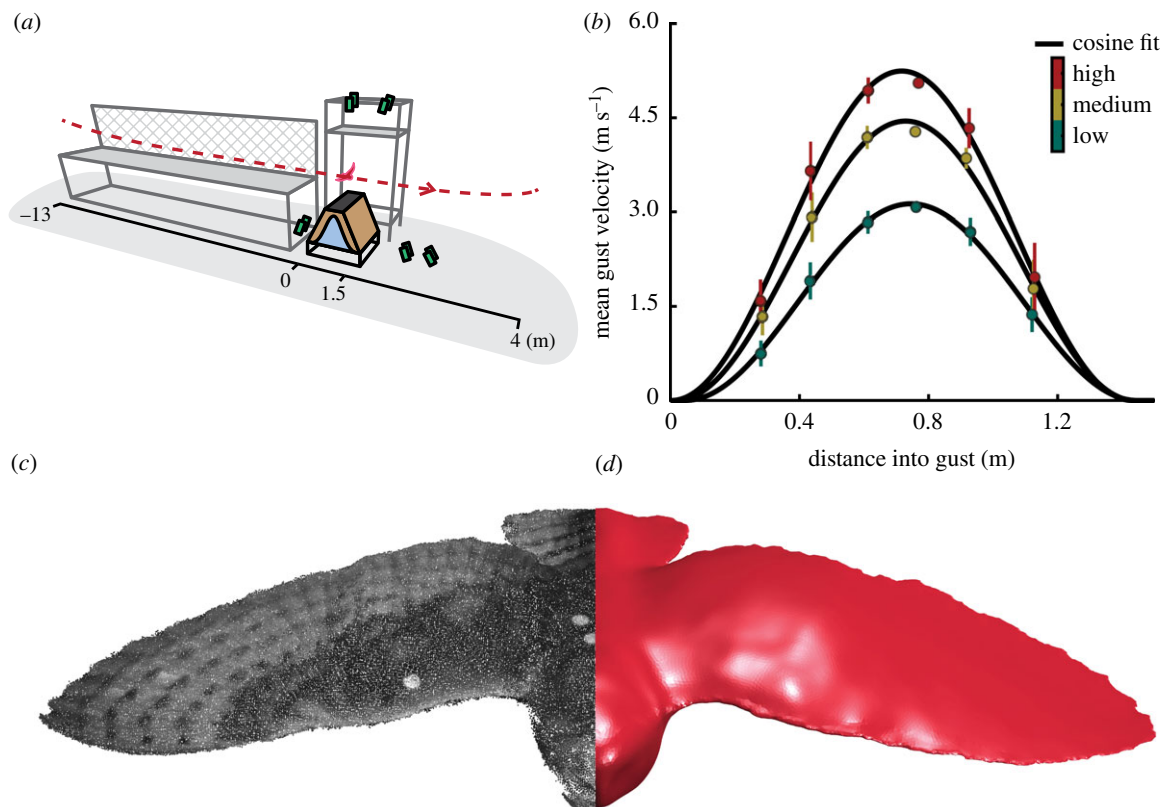 (a)
–13
0
1.5
4 (m)
(b)
6.0
4.5
3.0
1.5
0
mean gust velocity (m s⁻¹)
cosine fit
high
medium
low
0
0.4
0.8
1.2
distance into gust (m)
(c)
(d)